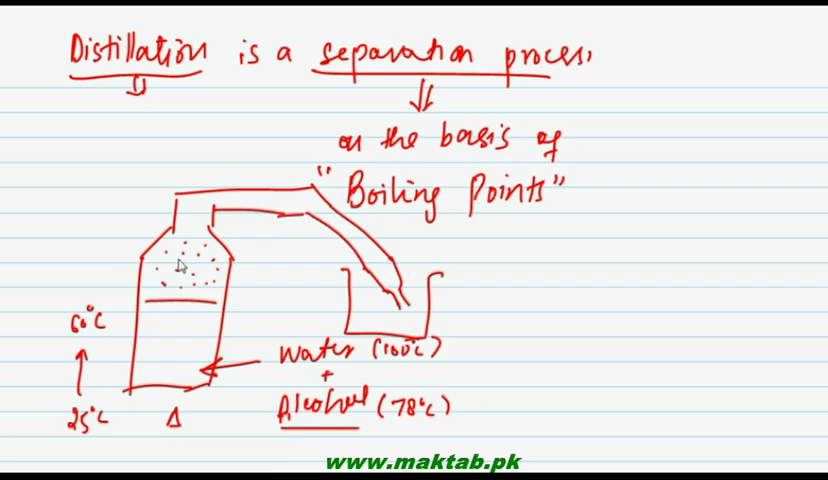 Distillation is a separation process.
on the basis of
"Boiling Points"
60°C
Water (100°C)
+
25°C
Δ
Alcohol (78°C)
www.maktab.pk